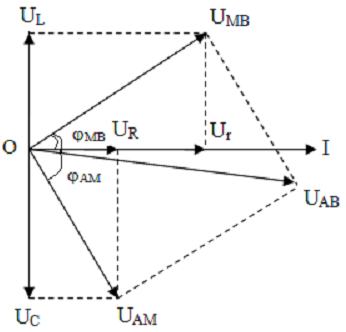 U_L U_MB
φ_MB U_R U_r
O I
φ_AM
U_AB
U_C U_AM